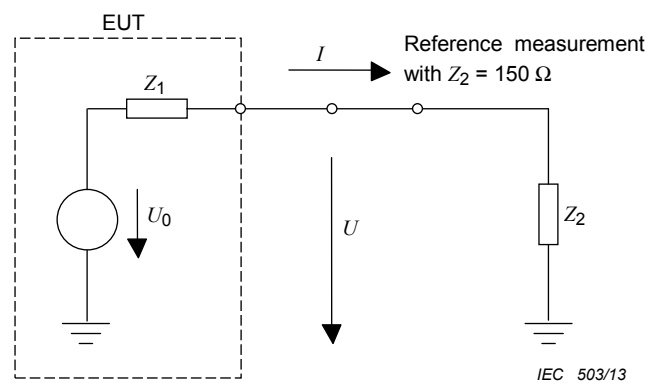 EUT
I
Reference measurement
with Z2 = 150 Ω
Z1
U0
U
Z2
IEC 503/13